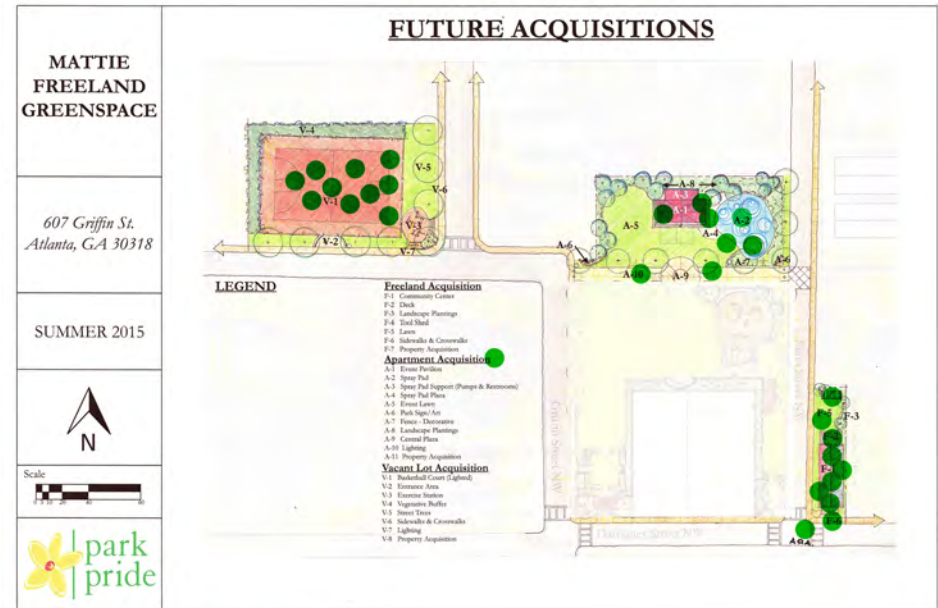 FUTURE ACQUISITIONS
MATTIE
FREELAND
GREENSPACE
607 Griffin St.
Atlanta, GA 30318
SUMMER 2015
N
Scale
park
pride
V-4
V-5
V-1
V-6
V-3
V-2
V-7
A-8
A-3
A-1
A-2
A-5
A-4
A-6
A-7
A-6
A-10
A-9
LEGEND
Freeland Acquisition
F-1 Community Center
F-2 Deck
F-3 Landscape Plantings
F-4 Tool Shed
F-5 Lawn
F-6 Sidewalks & Crosswalks
F-7 Property Acquisition
Apartment Acquisition
A-1 Event Pavilion
A-2 Spray Pad
A-3 Spray Pad Support (Pumps & Restrooms)
A-4 Spray Pad Plaza
A-5 Event Lawn
A-6 Park Sign/Art
A-7 Fence - Decorative
A-8 Landscape Plantings
A-9 Central Plaza
A-10 Lighting
A-11 Property Acquisition
Vacant Lot Acquisition
V-1 Basketball Court (Lighted)
V-2 Entrance Area
V-3 Exercise Station
V-4 Vegetative Buffer
V-5 Street Trees
V-6 Sidewalks & Crosswalks
V-7 Lighting
V-8 Property Acquisition
Griffin Street NW
F-3
F-5
F-6
Street NW